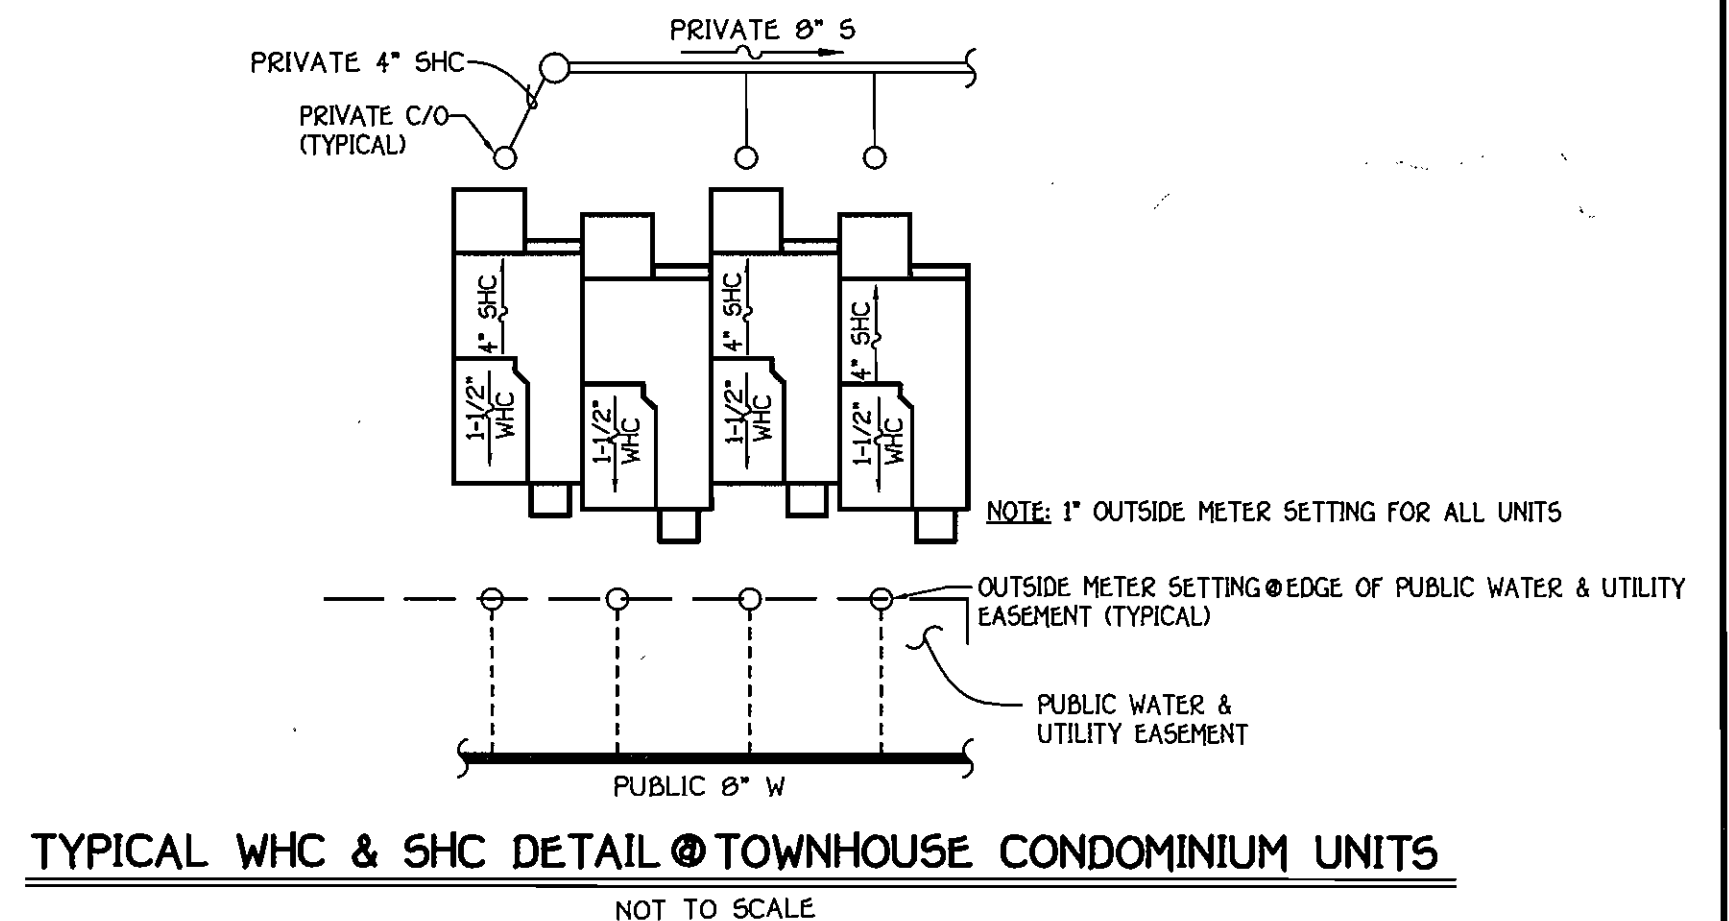 PRIVATE 8" S
PRIVATE 4" SHC
PRIVATE C/O
(TYPICAL)
4" SHC
4" SHC
4" SHC
1-1/2"
WHC
1-1/2"
WHC
1-1/2"
WHC
1-1/2"
WHC
NOTE: 1" OUTSIDE METER SETTING FOR ALL UNITS
OUTSIDE METER SETTING @ EDGE OF PUBLIC WATER & UTILITY
EASEMENT (TYPICAL)
PUBLIC WATER &
UTILITY EASEMENT
PUBLIC 8" W
TYPICAL WHC & SHC DETAIL @ TOWNHOUSE CONDOMINIUM UNITS
NOT TO SCALE